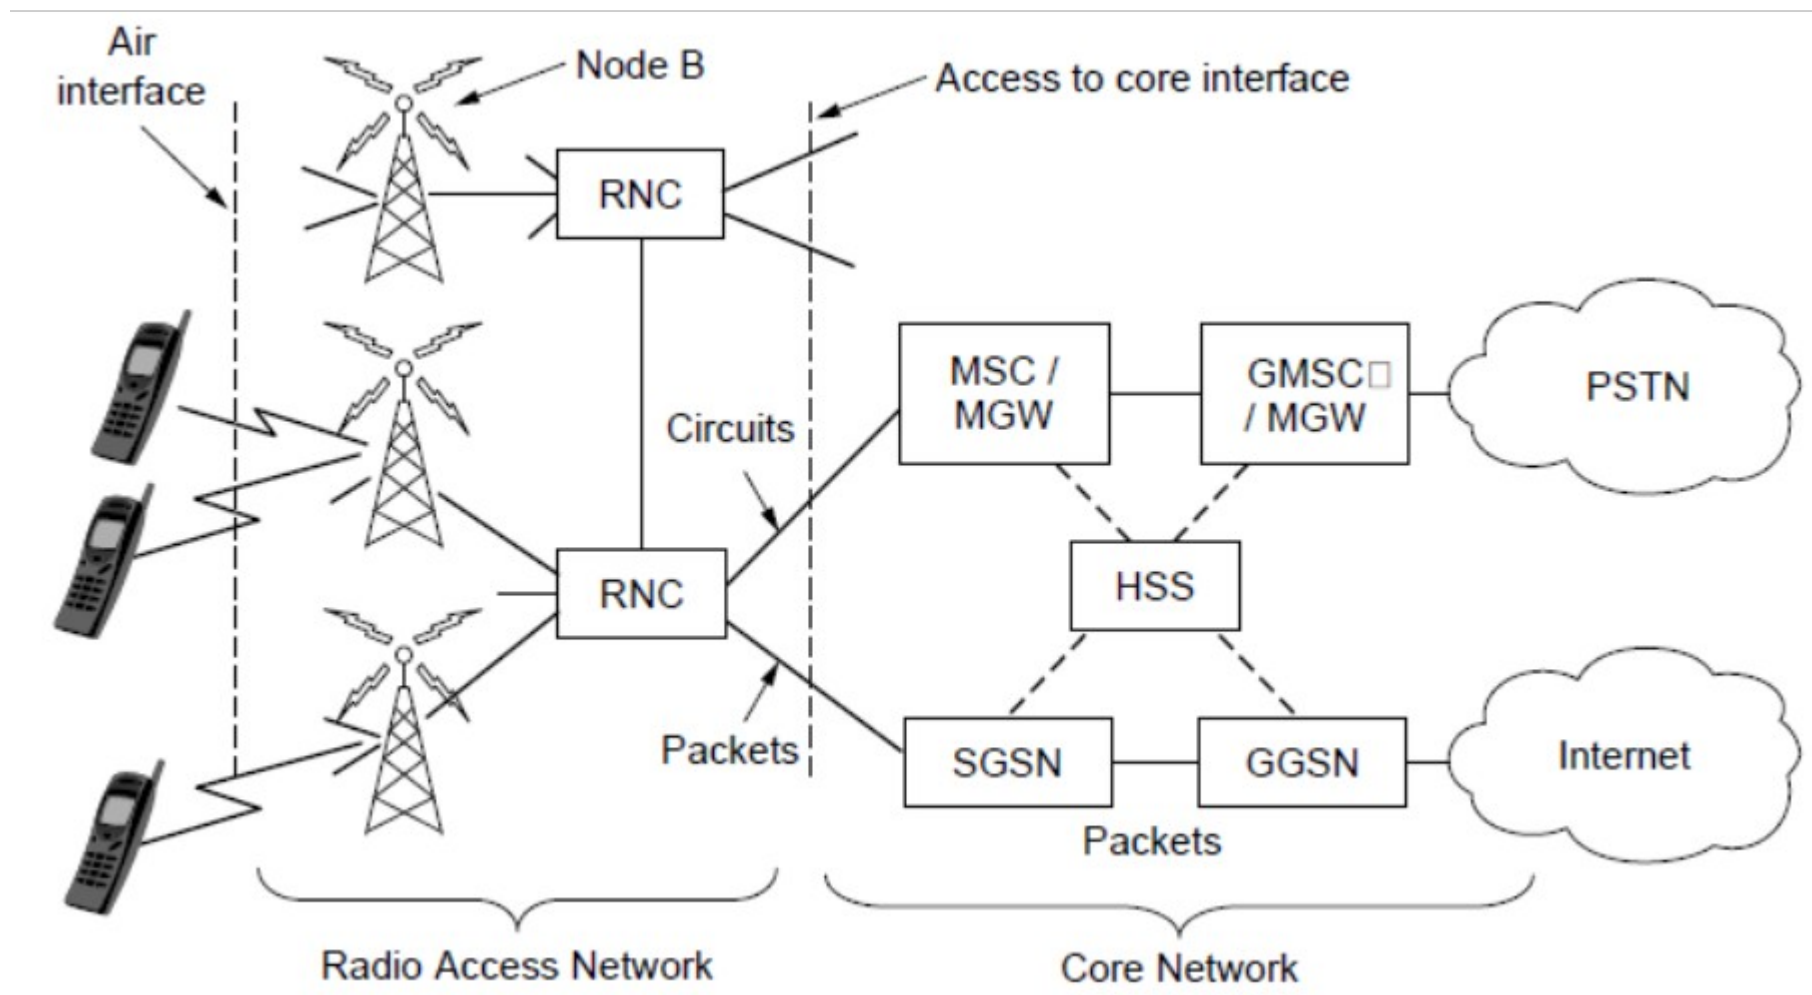 Air
interface
Node B
Access to core interface
RNC
MSC /
MGW
GMSC□
/ MGW
PSTN
Circuits
HSS
RNC
Packets
SGSN
GGSN
Internet
Packets
Radio Access Network
Core Network